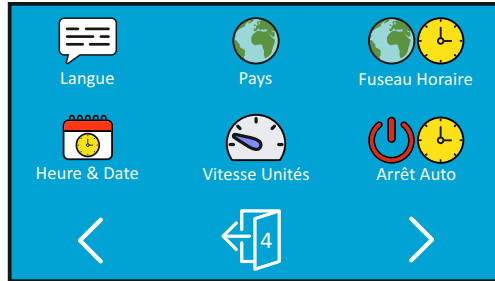 Langue
Pays
Fuseau Horaire
Heure & Date
Vitesse Unités
Arrêt Auto
4